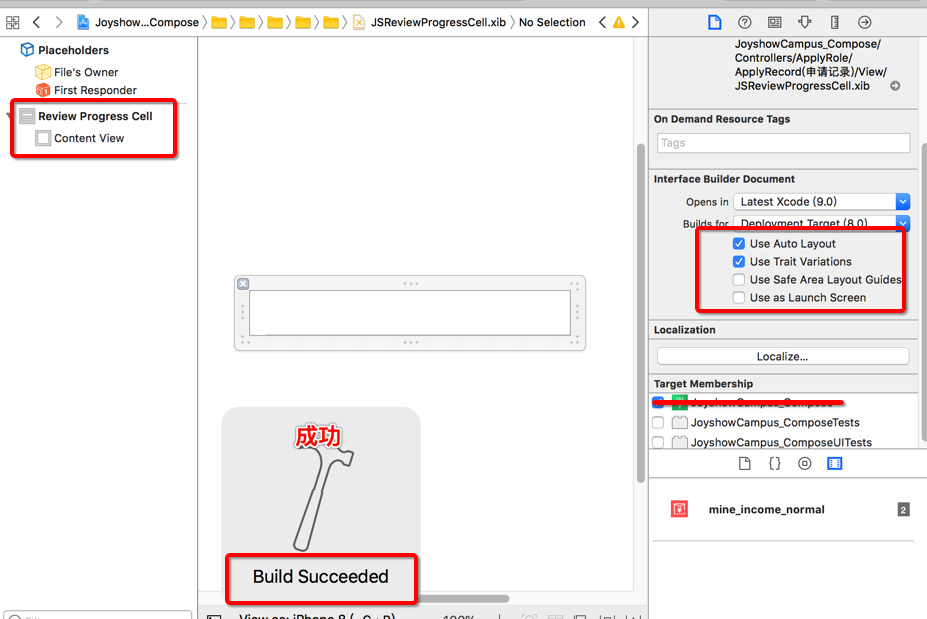 Joyshow...Compose
JSReviewProgressCell.xib
No Selection
Placeholders
File's Owner
First Responder
Review Progress Cell
Content View
成功
Build Succeeded
View as: iPhone 8 (
100%
JoyshowCampus_Compose/
Controllers/ApplyRole/
ApplyRecord(申请记录)/View/
JSReviewProgressCell.xib
On Demand Resource Tags
Tags
Interface Builder Document
Opens in Latest Xcode (9.0)
Builds for Deployment Target (8.0)
Use Auto Layout
Use Trait Variations
Use Safe Area Layout Guides
Use as Launch Screen
Localization
Localize...
Target Membership
JoyshowCampus_Compose
JoyshowCampus_ComposeTests
JoyshowCampus_ComposeUITests
{}
mine_income_normal
2